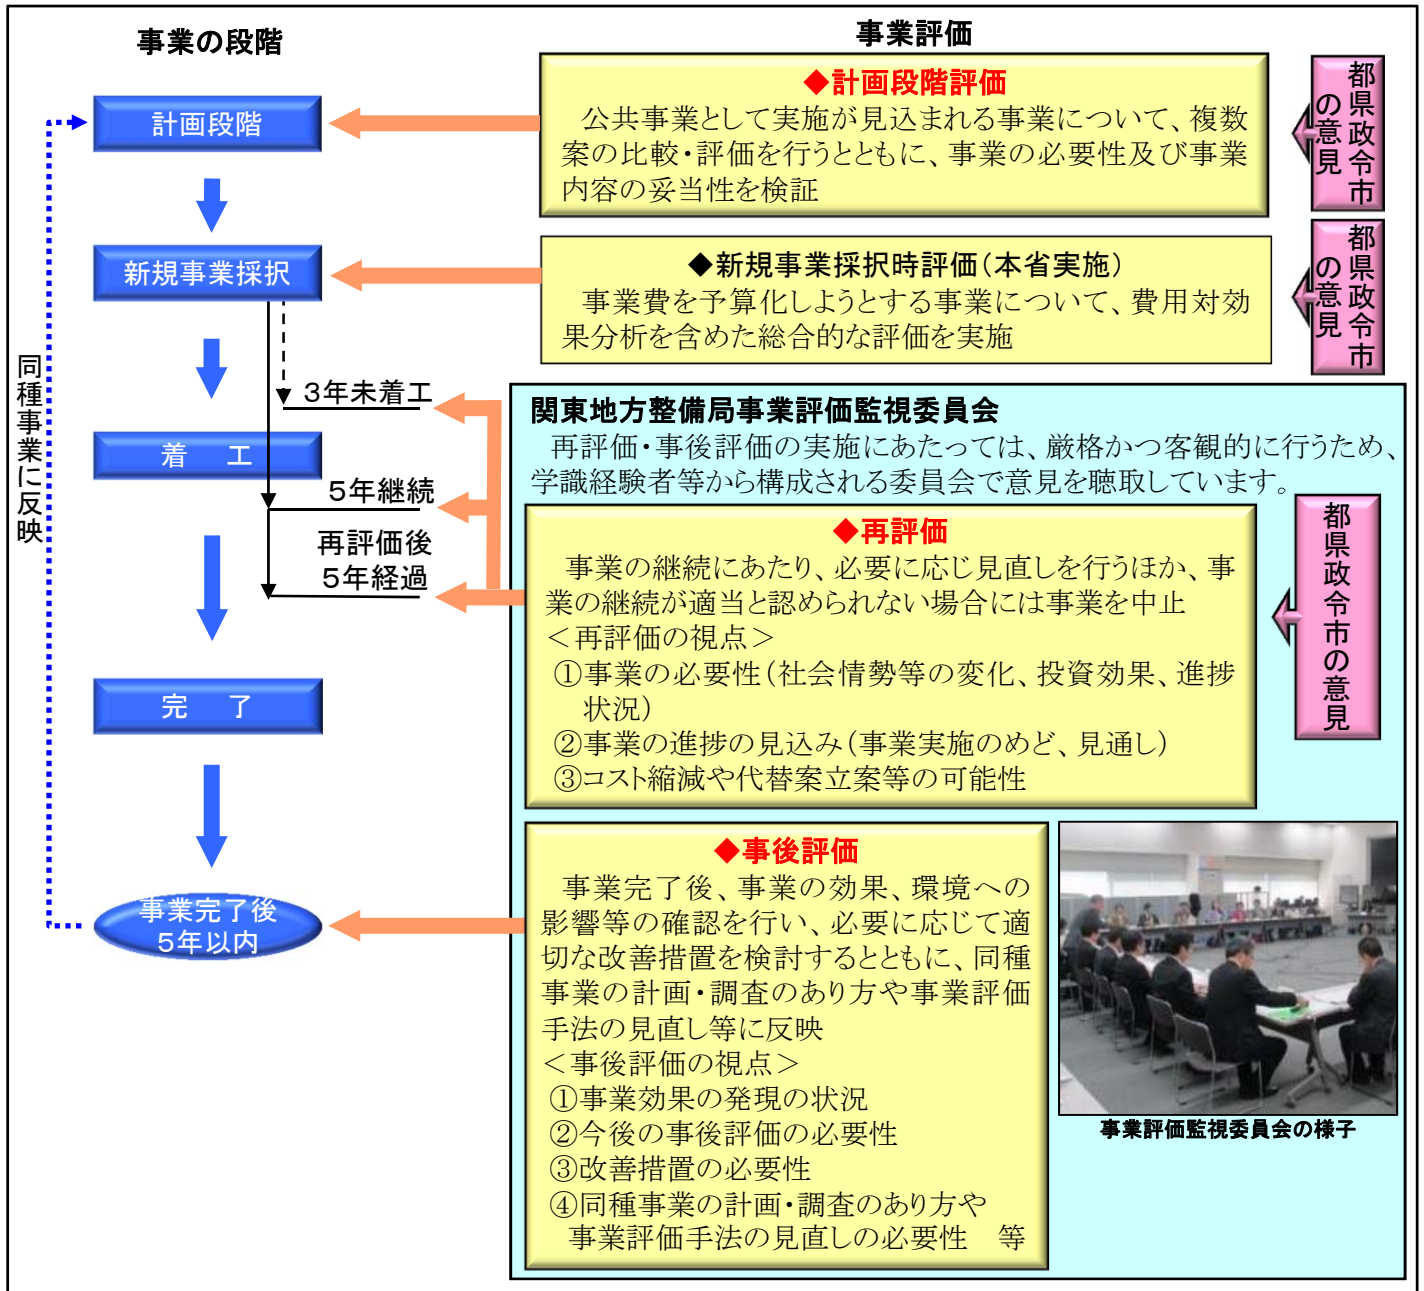 事業の段階
事業評価
計画段階
新規事業採択
3年未着工
着　工
5年継続
再評価後
5年経過
完　了
事業完了後
5年以内
同種事業に反映
◆計画段階評価
公共事業として実施が見込まれる事業について、複数
案の比較・評価を行うとともに、事業の必要性及び事業
内容の妥当性を検証
都県政令市
の意見
◆新規事業採択時評価(本省実施)
事業費を予算化しようとする事業について、費用対効
果分析を含めた総合的な評価を実施
都県政令市
の意見
関東地方整備局事業評価監視委員会
再評価・事後評価の実施にあたっては、厳格かつ客観的に行うため、
学識経験者等から構成される委員会で意見を聴取しています。
◆再評価
事業の継続にあたり、必要に応じ見直しを行うほか、事
業の継続が適当と認められない場合には事業を中止
＜再評価の視点＞
①事業の必要性(社会情勢等の変化、投資効果、進捗
状況)
②事業の進捗の見込み(事業実施のめど、見通し)
③コスト縮減や代替案立案等の可能性
都県政令市の意見
◆事後評価
事業完了後、事業の効果、環境への
影響等の確認を行い、必要に応じて適
切な改善措置を検討するとともに、同種
事業の計画・調査のあり方や事業評価
手法の見直し等に反映
＜事後評価の視点＞
①事業効果の発現の状況
②今後の事後評価の必要性
③改善措置の必要性
④同種事業の計画・調査のあり方や
事業評価手法の見直しの必要性　等
事業評価監視委員会の様子